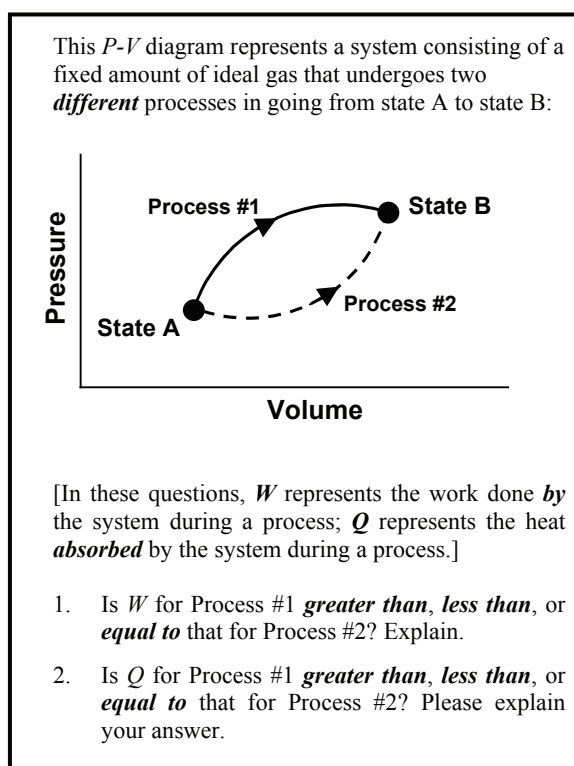 This P-V diagram represents a system consisting of a
fixed amount of ideal gas that undergoes two
different processes in going from state A to state B:
Process #1
State B
Pressure
Process #2
State A
Volume
[In these questions, W represents the work done by
the system during a process; Q represents the heat
absorbed by the system during a process.]
1. Is W for Process #1 greater than, less than, or
equal to that for Process #2? Explain.
2. Is Q for Process #1 greater than, less than, or
equal to that for Process #2? Please explain
your answer.